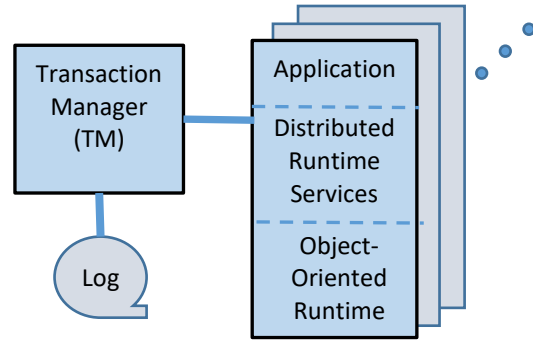 Transaction
Manager
(TM)
Log
Application
Distributed
Runtime
Services
Object-
Oriented
Runtime